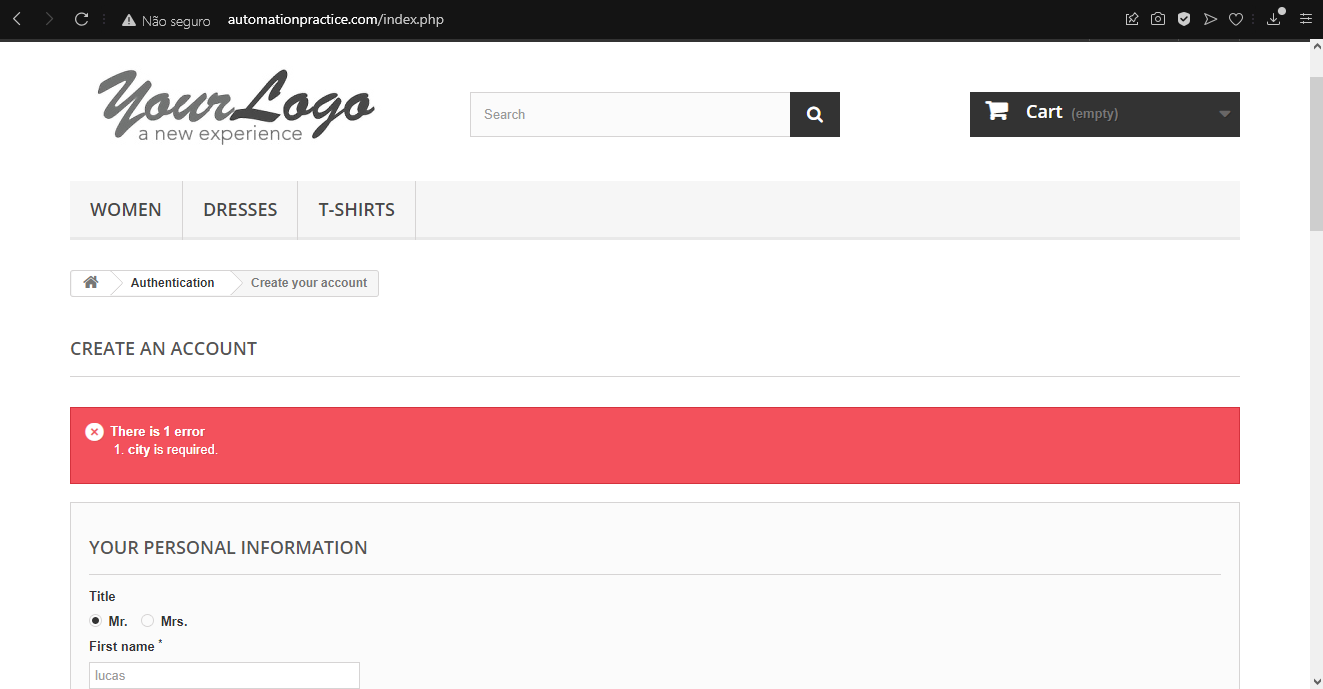 Não seguro automationpractice.com/index.php
YourLogo
a new experience
Search
Cart (empty)
WOMEN DRESSES T-SHIRTS
Authentication Create your account
CREATE AN ACCOUNT
There is 1 error
1. city is required.
YOUR PERSONAL INFORMATION
Title
Mr. Mrs.
First name *
lucas